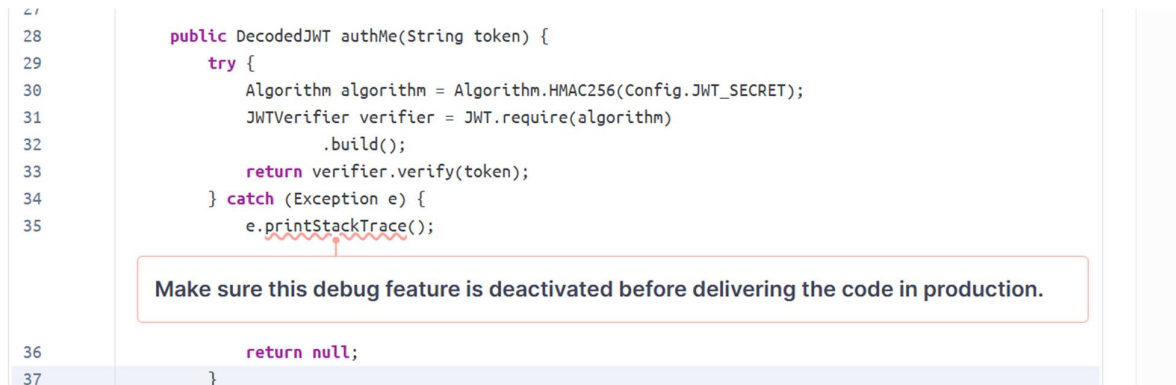 27
28 public DecodedJWT authMe(String token) {
29 try {
30 Algorithm algorithm = Algorithm.HMAC256(Config.JWT_SECRET);
31 JWTVerifier verifier = JWT.require(algorithm)
32 .build();
33 return verifier.verify(token);
34 } catch (Exception e) {
35 e.printStackTrace();
Make sure this debug feature is deactivated before delivering the code in production.
36 return null;
37 }